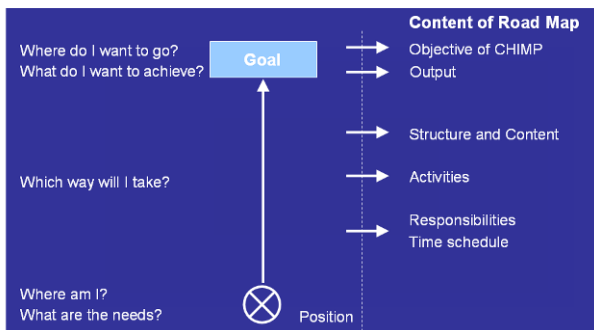 Content of Road Map
Where do I want to go?
What do I want to achieve?
Goal
Objective of CHIMP
Output
Structure and Content
Which way will I take?
Activities
Responsibilities
Time schedule
Where am I?
What are the needs?
Position